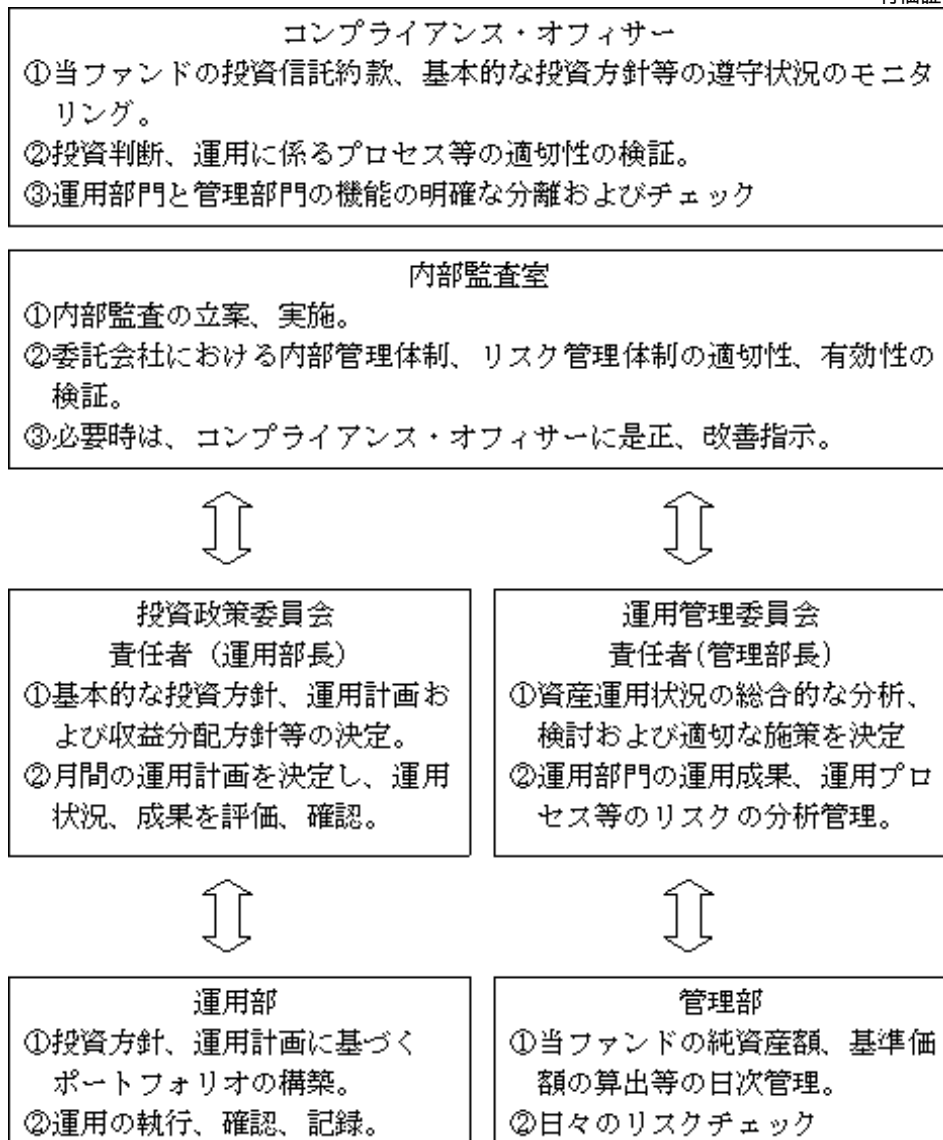 コンプライアンス・オフィサー
①当ファンドの投資信託約款、基本的な投資方針等の遵守状況のモニタ
リング。
②投資判断、運用に係るプロセス等の適切性の検証。
③運用部門と管理部門の機能の明確な分離およびチェック
内部監査室
①内部監査の立案、実施。
②委託会社における内部管理体制、リスク管理体制の適切性、有効性の
検証。
③必要時は、コンプライアンス・オフィサーに是正、改善指示。
投資政策委員会
責任者（運用部長）
①基本的な投資方針、運用計画お
よび収益分配方針等の決定。
②月間の運用計画を決定し、運用
状況、成果を評価、確認。
運用管理委員会
責任者(管理部長)
①資産運用状況の総合的な分析、
検討および適切な施策を決定
②運用部門の運用成果、運用プロ
セス等のリスクの分析管理。
運用部
①投資方針、運用計画に基づく
ポートフォリオの構築。
②運用の執行、確認、記録。
管理部
①当ファンドの純資産額、基準価
額の算出等の日次管理。
②日々のリスクチェック